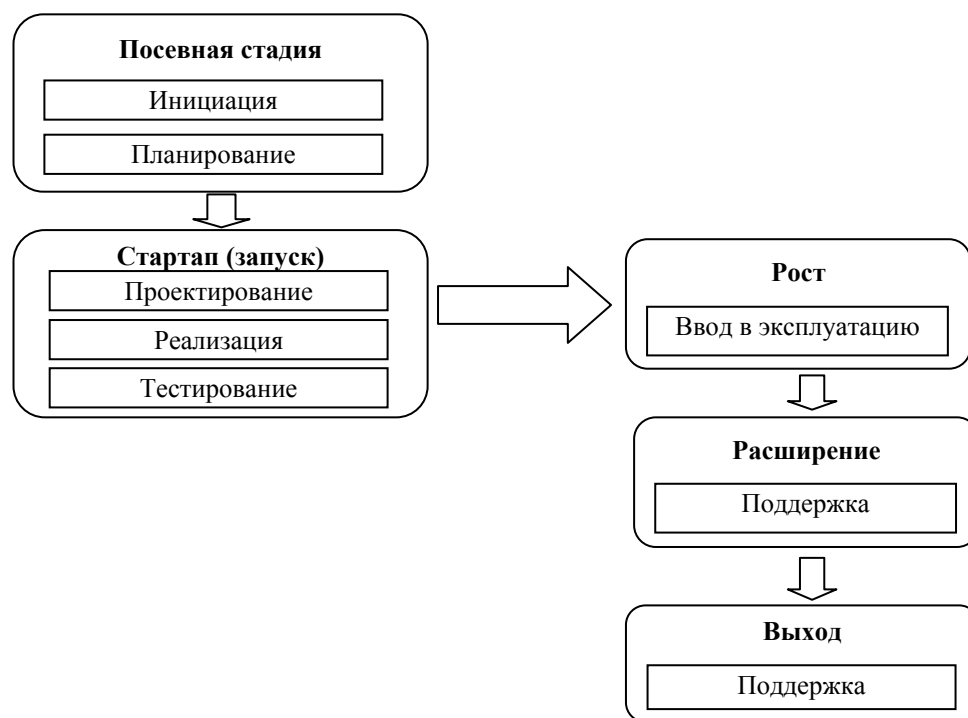 Посевная стадия
Инициация
Планирование
Стартап (запуск)
Проектирование
Реализация
Тестирование
Рост
Ввод в эксплуатацию
Расширение
Поддержка
Выход
Поддержка